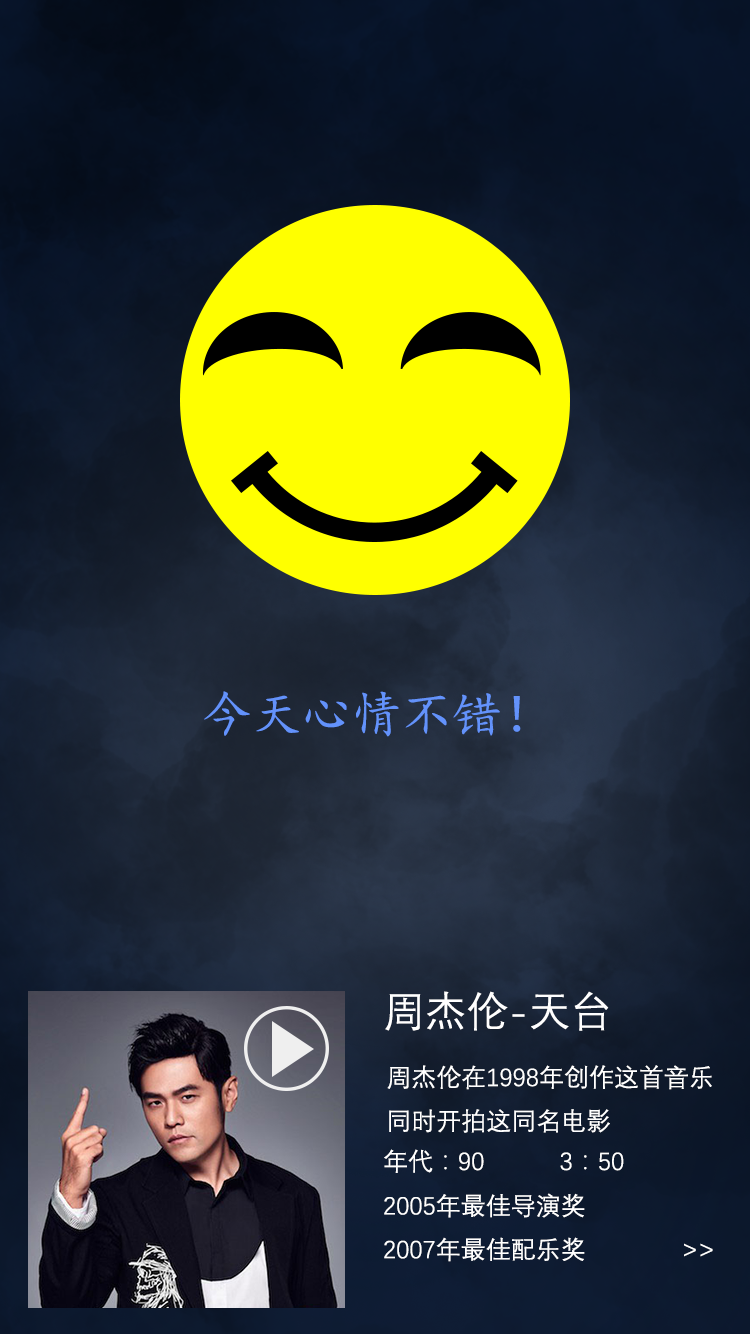 今天心情不错！
周杰伦-天台
周杰伦在1998年创作这首音乐
同时开拍这同名电影
年代：90 3：50
2005年最佳导演奖
2007年最佳配乐奖 >>